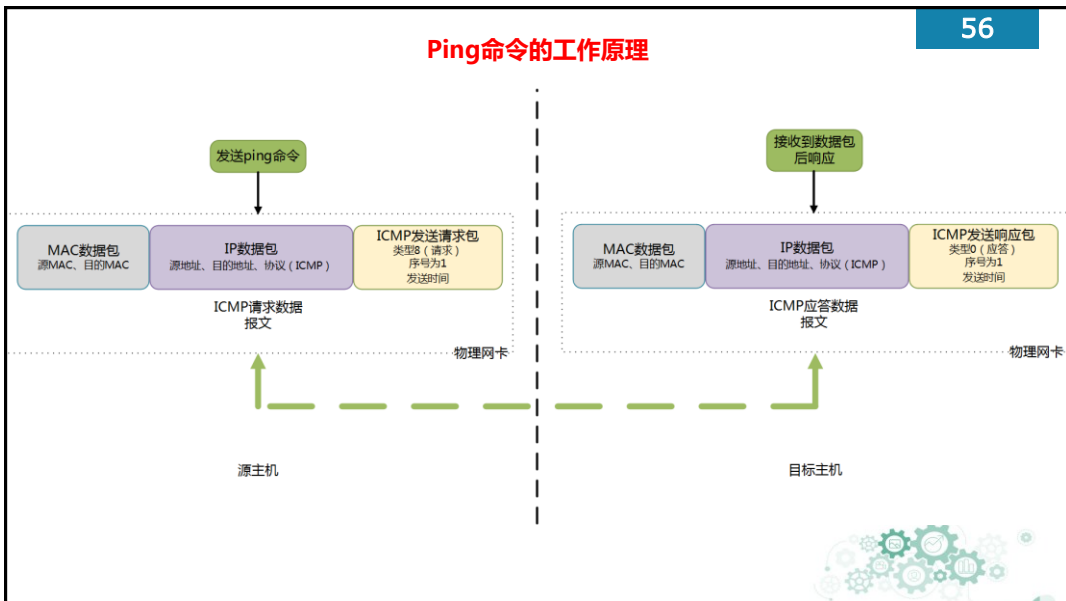 56
Ping命令的工作原理
发送ping命令
MAC数据包
源MAC、目的MAC
IP数据包
源地址、目的地址、协议（ICMP）
ICMP发送请求包
类型8（请求）
序号为1
发送时间
ICMP请求数据
报文
物理网卡
源主机
接收到数据包
后响应
MAC数据包
源MAC、目的MAC
IP数据包
源地址、目的地址、协议（ICMP）
ICMP发送响应包
类型0（应答）
序号为1
发送时间
ICMP应答数据
报文
物理网卡
目标主机